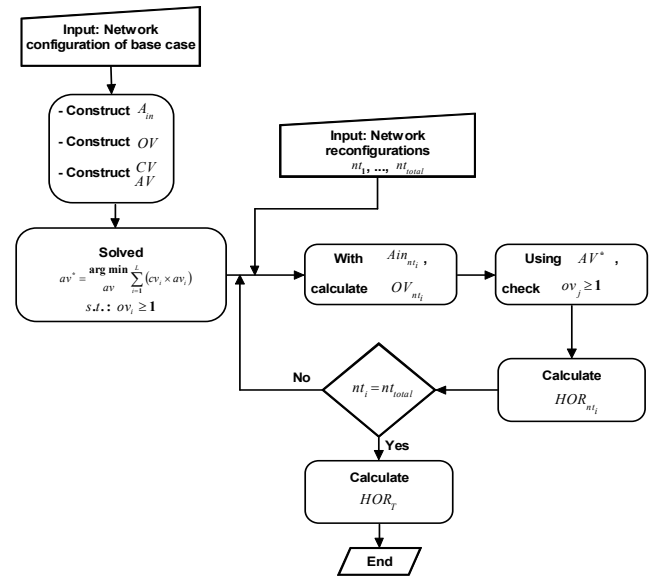 Input: Network
configuration of base case
- Construct A_in
- Construct OV
- Construct CV
AV
Input: Network
reconfigurations
nt_1, ..., nt_total
Solved
av* = arg min av ∑_{i=1}^{L} (cv_i × av_i)
s.t.: ov_i ≥ 1
With Ain_{nt_i},
calculate OV_{nt_i}
Using AV*,
check ov_j ≥ 1
Calculate
HOR_{nt_i}
No
nt_i = nt_total
Yes
Calculate
HOR_T
End